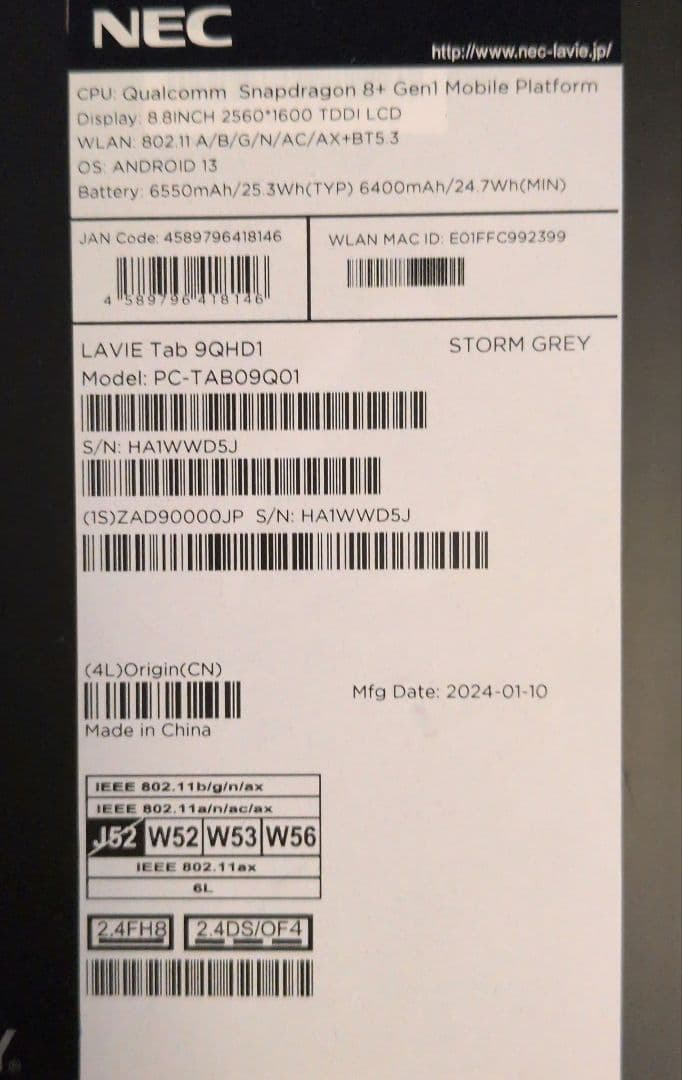 NEC
http://www.nec-lavie.jp/
CPU: Qualcomm Snapdragon 8+ Gen1 Mobile Platform
Display: 8.8INCH 2560*1600 TDDI LCD
WLAN: 802.11 A/B/G/N/AC/AX+BT5.3
OS: ANDROID 13
Battery: 6550mAh/25.3Wh(TYP) 6400mAh/24.7Wh(MIN)
JAN Code: 4589796418146
4 589796 418146
WLAN MAC ID: E01FFC992399
LAVIE Tab 9QHD1
STORM GREY
Model: PC-TAB09Q01
S/N: HA1WWD5J
(1S)ZAD90000JP S/N: HA1WWD5J
(4L)Origin(CN)
Made in China
Mfg Date: 2024-01-10
IEEE 802.11b/g/n/ax
IEEE 802.11a/n/ac/ax
J52 W52 W53 W56
IEEE 802.11ax
6L
2.4FH8 2.4DS/OF4